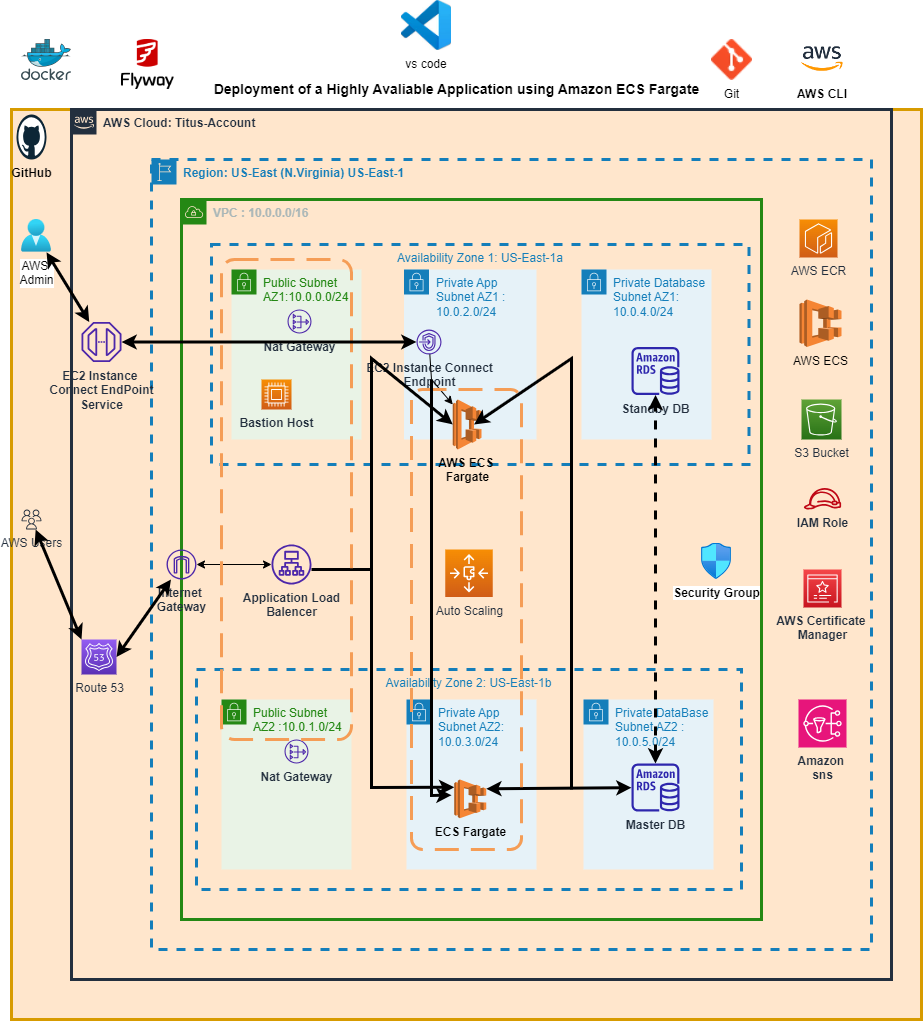 docker
Flyway
vs code
Deployment of a Highly Avaliable Application using Amazon ECS Fargate
Git
aws
AWS CLI
GitHub
aws
AWS Cloud: Titus-Account
Region: US-East (N.Virginia) US-East-1
VPC : 10.0.0.0/16
AWS
Admin
Availability Zone 1: US-East-1a
Public Subnet
AZ1:10.0.0.0/24
Nat Gateway
Bastion Host
Private App
Subnet AZ1 :
10.0.2.0/24
EC2 Instance Connect
Endpoint
AWS ECS
Fargate
Private Database
Subnet AZ1:
10.0.4.0/24
Amazon
RDS
Standby DB
EC2 Instance
Connect EndPoint
Service
AWS Users
Internet
Gateway
Application Load
Balencer
Auto Scaling
53
Route 53
Availability Zone 2: US-East-1b
Public Subnet
AZ2 :10.0.1.0/24
Nat Gateway
Private App
Subnet AZ2:
10.0.3.0/24
ECS Fargate
Private DataBase
Subnet AZ2 :
10.0.5.0/24
Amazon
RDS
Master DB
Security Group
AWS ECR
AWS ECS
S3 Bucket
IAM Role
AWS Certificate
Manager
Amazon
sns